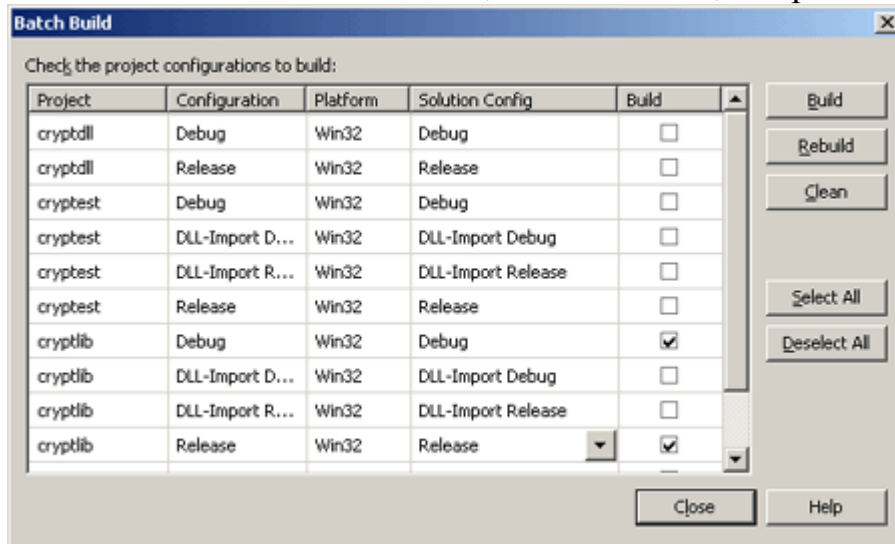 Batch Build
Check the project configurations to build:
Project Configuration Platform Solution Config Build
cryptdll Debug Win32 Debug
cryptdll Release Win32 Release
cryptest Debug Win32 Debug
cryptest DLL-Import D... Win32 DLL-Import Debug
cryptest DLL-Import R... Win32 DLL-Import Release
cryptest Release Win32 Release
cryptlib Debug Win32 Debug
cryptlib DLL-Import D... Win32 DLL-Import Debug
cryptlib DLL-Import R... Win32 DLL-Import Release
cryptlib Release Win32 Release
Build
Rebuild
Clean
Select All
Deselect All
Close Help